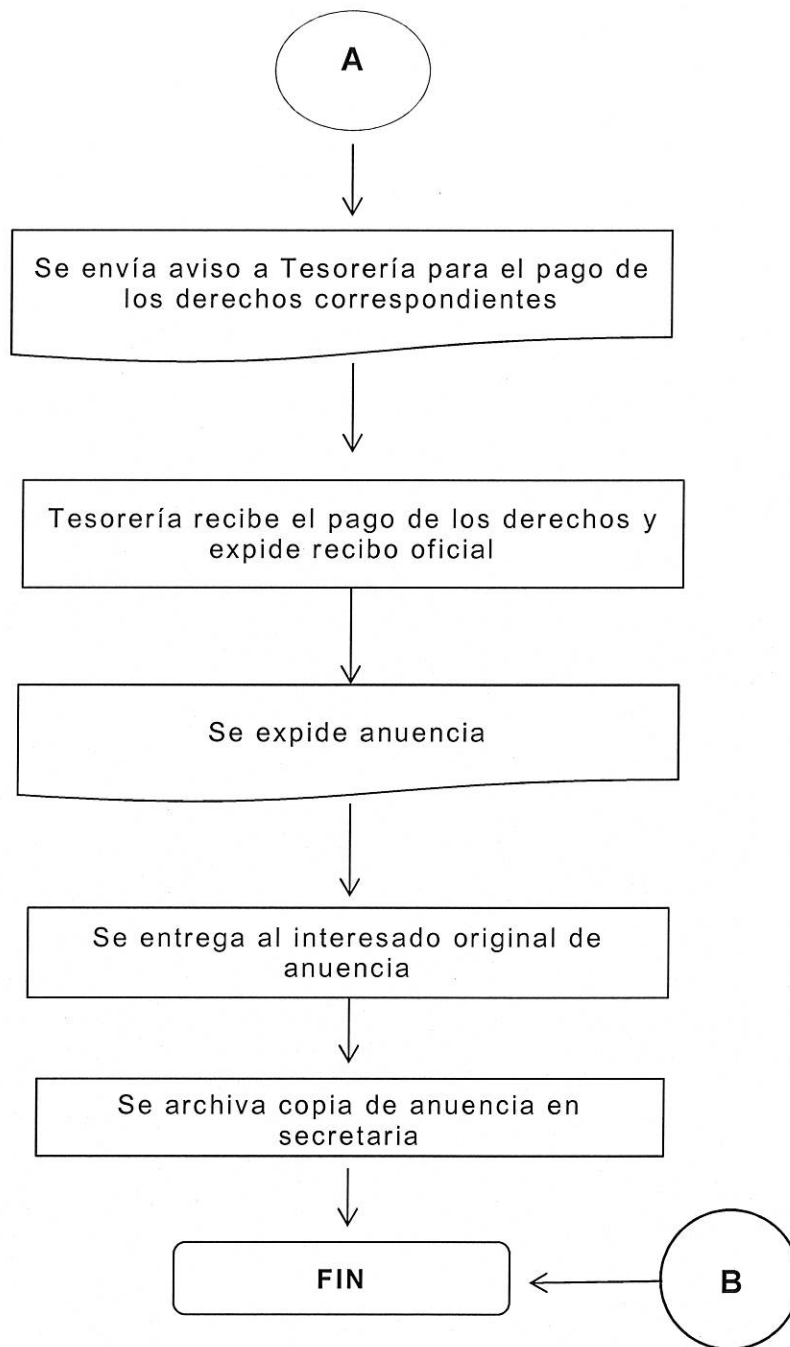 A
Se envía aviso a Tesorería para el pago de
los derechos correspondientes
Tesorería recibe el pago de los derechos y
expide recibo oficial
Se expide anuencia
Se entrega al interesado original de
anuencia
Se archiva copia de anuencia en
secretaria
FIN
B